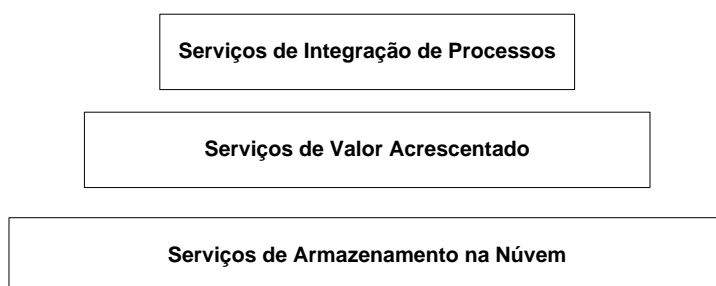 Serviços de Integração de Processos
Serviços de Valor Acrescentado
Serviços de Armazenamento na Núvem